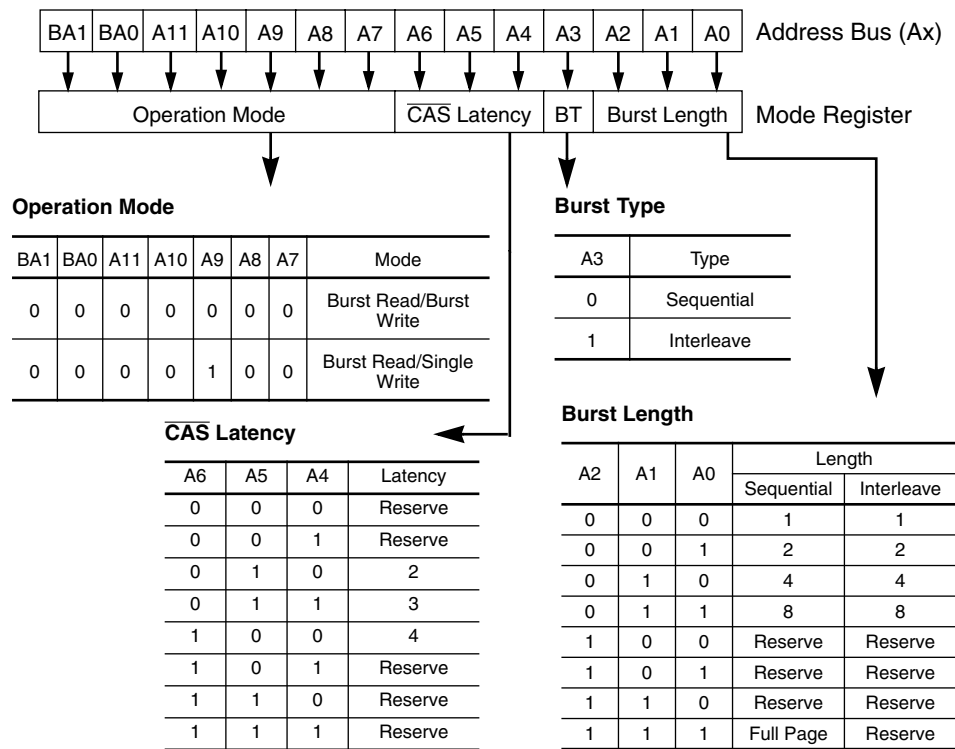 BA1 BA0 A11 A10 A9 A8 A7 A6 A5 A4 A3 A2 A1 A0 Address Bus (Ax)
Operation Mode CAS Latency BT Burst Length Mode Register
Operation Mode
BA1 BA0 A11 A10 A9 A8 A7 Mode
0 0 0 0 0 0 0 Burst Read/Burst
Write
0 0 0 0 1 0 0 Burst Read/Single
Write
Burst Type
A3 Type
0 Sequential
1 Interleave
CAS Latency
A6 A5 A4 Latency
0 0 0 Reserve
0 0 1 Reserve
0 1 0 2
0 1 1 3
1 0 0 4
1 0 1 Reserve
1 1 0 Reserve
1 1 1 Reserve
Burst Length
A2 A1 A0 Length
Sequential Interleave
0 0 0 1 1
0 0 1 2 2
0 1 0 4 4
0 1 1 8 8
1 0 0 Reserve Reserve
1 0 1 Reserve Reserve
1 1 0 Reserve Reserve
1 1 1 Full Page Reserve